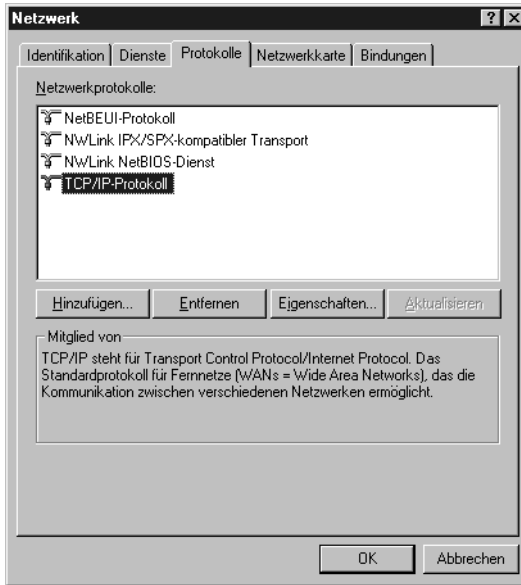 Netzwerk
Identifikation Dienste Protokolle Netzwerkkarte Bindungen
Netzwerkprotokolle:
NetBEUI-Protokoll
NWLink IPX/SPX-kompatibler Transport
NWLink NetBIOS-Dienst
TCP/IP-Protokoll
Hinzufügen... Entfernen Eigenschaften... Aktualisieren
Mitglied von
TCP/IP steht für Transport Control Protocol/Internet Protocol. Das
Standardprotokoll für Fernnetze (WANs = Wide Area Networks), das die
Kommunikation zwischen verschiedenen Netzwerken ermöglicht.
OK Abbrechen